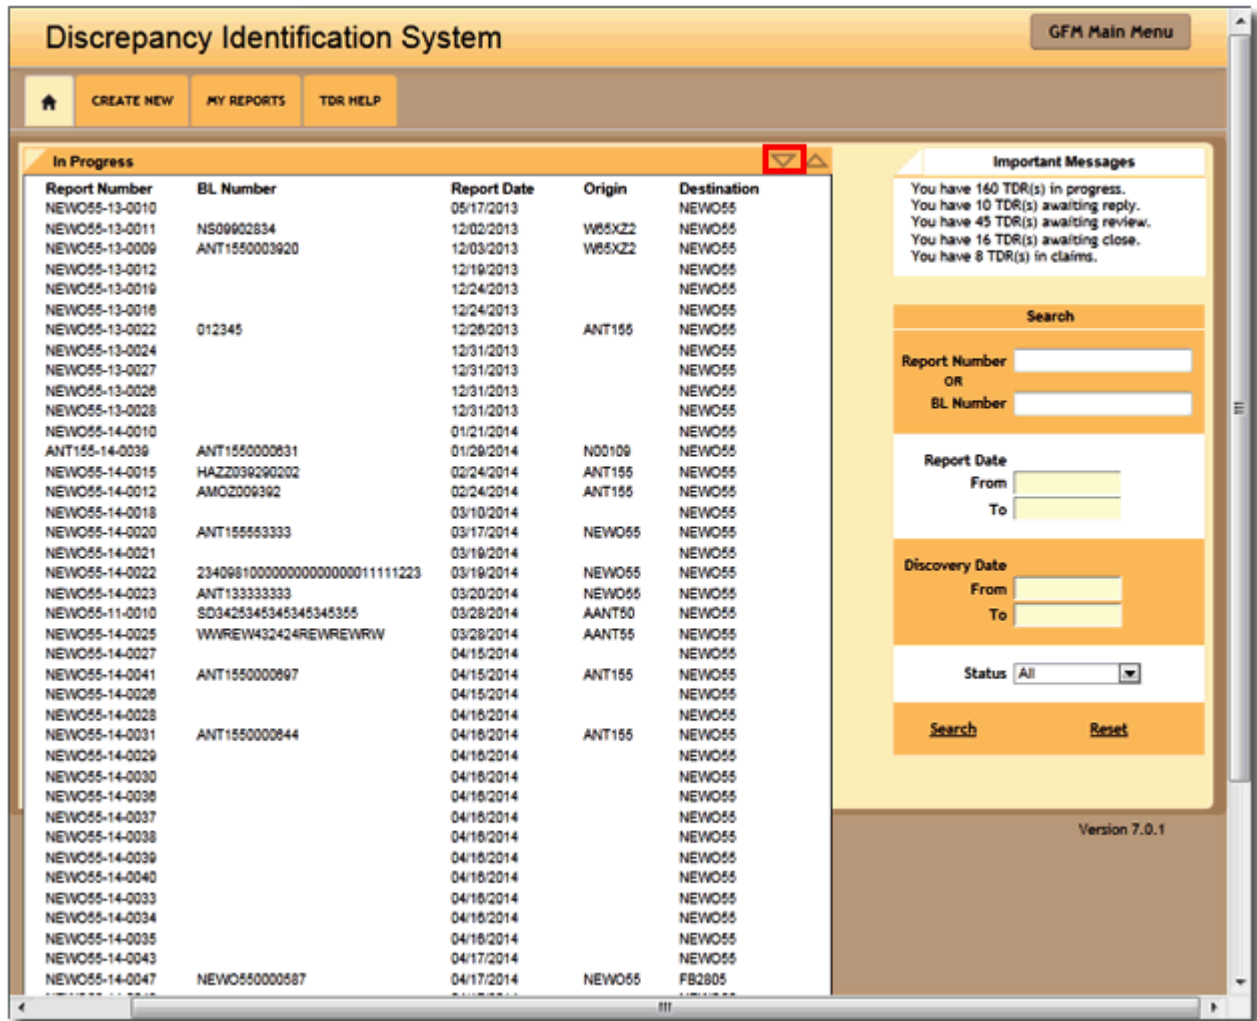 Discrepancy Identification System
GFM Main Menu
CREATE NEW MY REPORTS TDR HELP
In Progress
Report Number BL Number Report Date Origin Destination
NEWO55-13-0010 05/17/2013 NEWO55
NEWO55-13-0011 NS09902834 12/02/2013 W65XZ2 NEWO55
NEWO55-13-0009 ANT1550003920 12/03/2013 W65XZ2 NEWO55
NEWO55-13-0012 12/19/2013 NEWO55
NEWO55-13-0019 12/24/2013 NEWO55
NEWO55-13-0016 12/24/2013 NEWO55
NEWO55-13-0022 012345 12/26/2013 ANT155 NEWO55
NEWO55-13-0024 12/31/2013 NEWO55
NEWO55-13-0027 12/31/2013 NEWO55
NEWO55-13-0026 12/31/2013 NEWO55
NEWO55-13-0028 12/31/2013 NEWO55
NEWO55-14-0010 01/21/2014 NEWO55
ANT155-14-0039 ANT1550000631 01/29/2014 N00109 NEWO55
NEWO55-14-0015 HAZZ039290202 02/24/2014 ANT155 NEWO55
NEWO55-14-0012 AMOZ009392 02/24/2014 ANT155 NEWO55
NEWO55-14-0018 03/10/2014 NEWO55
NEWO55-14-0020 ANT155553333 03/17/2014 NEWO55 NEWO55
NEWO55-14-0021 03/19/2014 NEWO55
NEWO55-14-0022 03/19/2014 NEWO55 NEWO55
NEWO55-14-0023 ANT133333333 03/20/2014 NEWO55 NEWO55
NEWO55-11-0010 SD3425345345345345355 03/28/2014 AANT50 NEWO55
NEWO55-14-0025 WWREW432424REWREWRW 03/28/2014 AANT55 NEWO55
NEWO55-14-0027 04/15/2014 NEWO55
NEWO55-14-0041 ANT1550000697 04/15/2014 ANT155 NEWO55
NEWO55-14-0026 04/15/2014 NEWO55
NEWO55-14-0028 04/16/2014 NEWO55
NEWO55-14-0031 ANT1550000644 04/16/2014 ANT155 NEWO55
NEWO55-14-0029 04/16/2014 NEWO55
NEWO55-14-0030 04/16/2014 NEWO55
NEWO55-14-0036 04/16/2014 NEWO55
NEWO55-14-0037 04/16/2014 NEWO55
NEWO55-14-0038 04/16/2014 NEWO55
NEWO55-14-0039 04/16/2014 NEWO55
NEWO55-14-0040 04/16/2014 NEWO55
NEWO55-14-0033 04/16/2014 NEWO55
NEWO55-14-0034 04/16/2014 NEWO55
NEWO55-14-0035 04/16/2014 NEWO55
NEWO55-14-0043 04/17/2014 NEWO55
NEWO55-14-0047 NEWO550000587 04/17/2014 NEWO55 FB2805
Important Messages
You have 160 TDR(s) in progress.
You have 10 TDR(s) awaiting reply.
You have 45 TDR(s) awaiting review.
You have 16 TDR(s) awaiting close.
You have 8 TDR(s) in claims.
Search
Report Number
OR
BL Number
Report Date
From
To
Discovery Date
From
To
Status All
Search Reset
Version 7.0.1